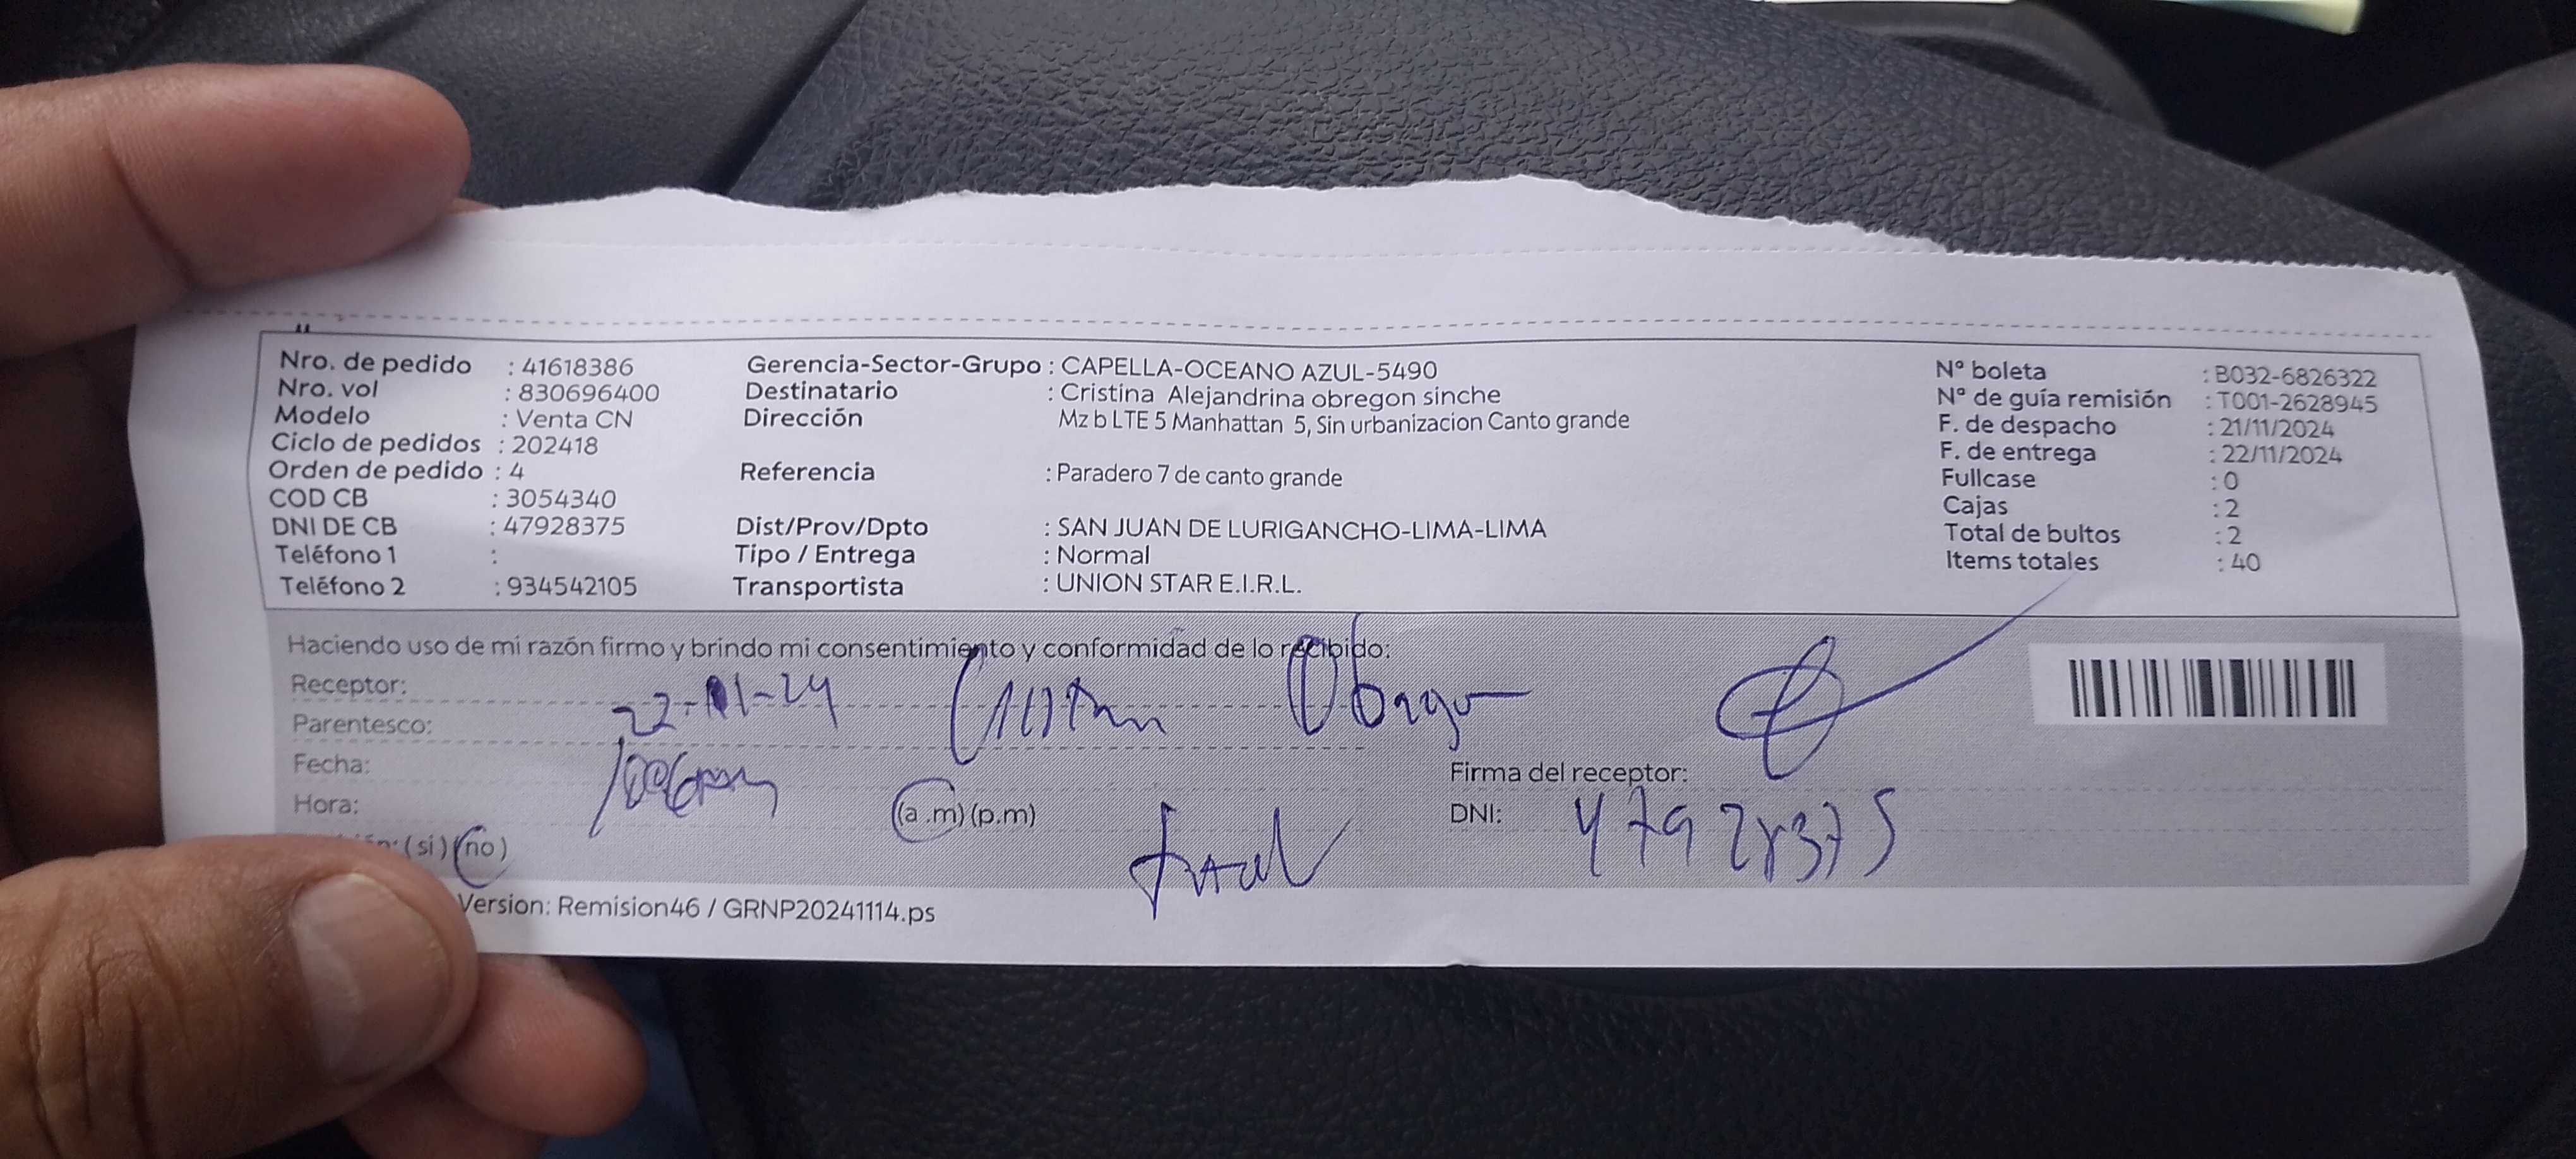 Nro. de pedido : 41618386
Nro. vol : 830696400
Modelo : Venta CN
Ciclo de pedidos : 202418
Orden de pedido : 4
COD CB : 3054340
DNI DE CB : 47928375
Teléfono 1 :
Teléfono 2 : 934542105
Gerencia-Sector-Grupo : CAPELLA-OCEANO AZUL-5490
Destinatario : Cristina Alejandrina obregon sinche
Dirección Mz b LTE 5 Manhattan 5, Sin urbanizacion Canto grande
Referencia : Paradero 7 de canto grande
Dist/Prov/Dpto : SAN JUAN DE LURIGANCHO-LIMA-LIMA
Tipo / Entrega : Normal
Transportista : UNION STAR E.I.R.L.
Nº boleta : B032-6826322
Nº de guía remisión : T001-2628945
F. de despacho : 21/11/2024
F. de entrega : 22/11/2024
Fullcase : 0
Cajas : 2
Total de bultos : 2
Items totales : 40
Haciendo uso de mi razón firmo y brindo mi consentimiento y conformidad de lo recibido:
Receptor:
22-11-24
Parentesco:
Fecha:
Hora: (a.m) (p.m)
(si) (no)
Firma del receptor:
DNI: 47928375
Version: Remision46 / GRNP20241114.ps